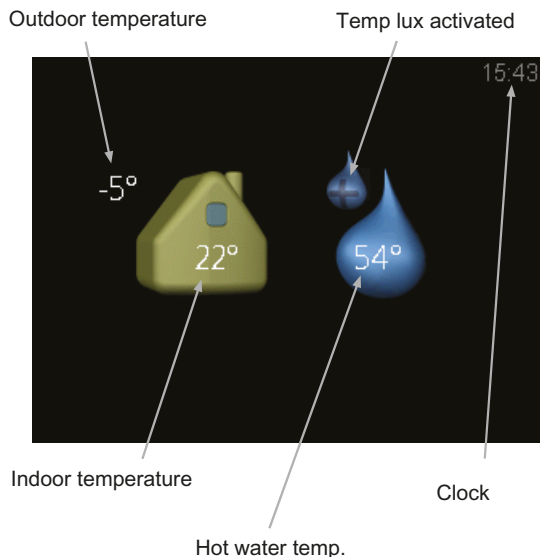 Outdoor temperature
Temp lux activated
15:43
-5°
22°
54°
Indoor temperature
Clock
Hot water temp.